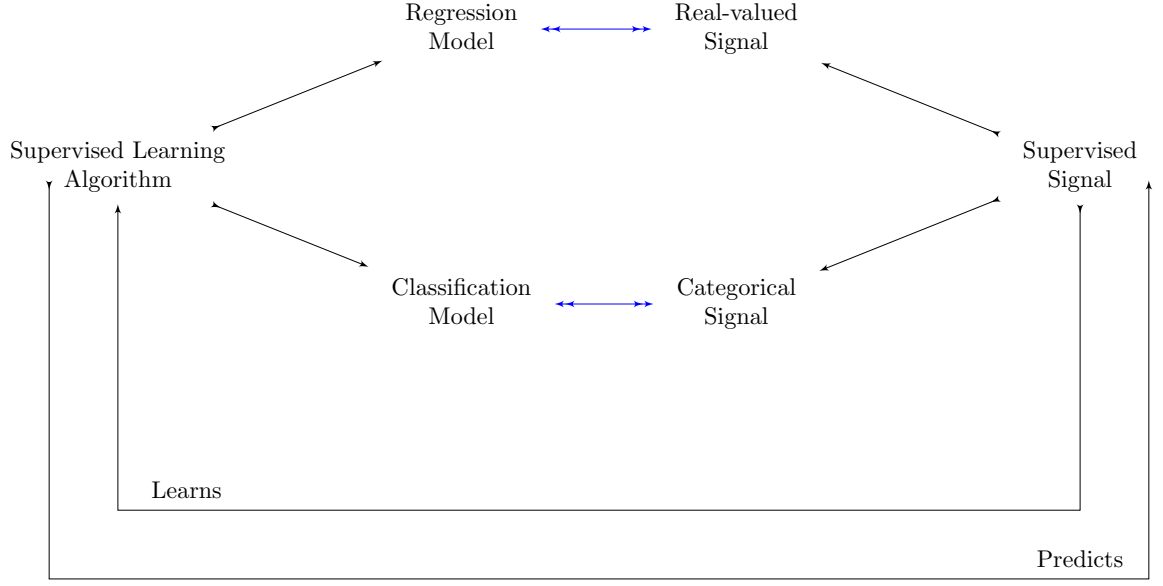 Regression
Model
Real-valued
Signal
Supervised Learning
Algorithm
Supervised
Signal
Classification
Model
Categorical
Signal
Learns
Predicts